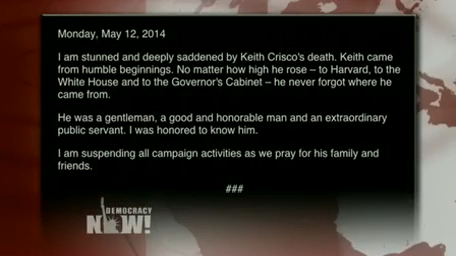 Monday, May 12, 2014
I am stunned and deeply saddened by Keith Crisco's death. Keith came
from humble beginnings. No matter how high he rose – to Harvard, to the
White House and to the Governor's Cabinet – he never forgot where he
came from.
He was a gentleman, a good and honorable man and an extraordinary
public servant. I was honored to know him.
I am suspending all campaign activities as we pray for his family and
friends.
###
DEMOCRACY
NOW!